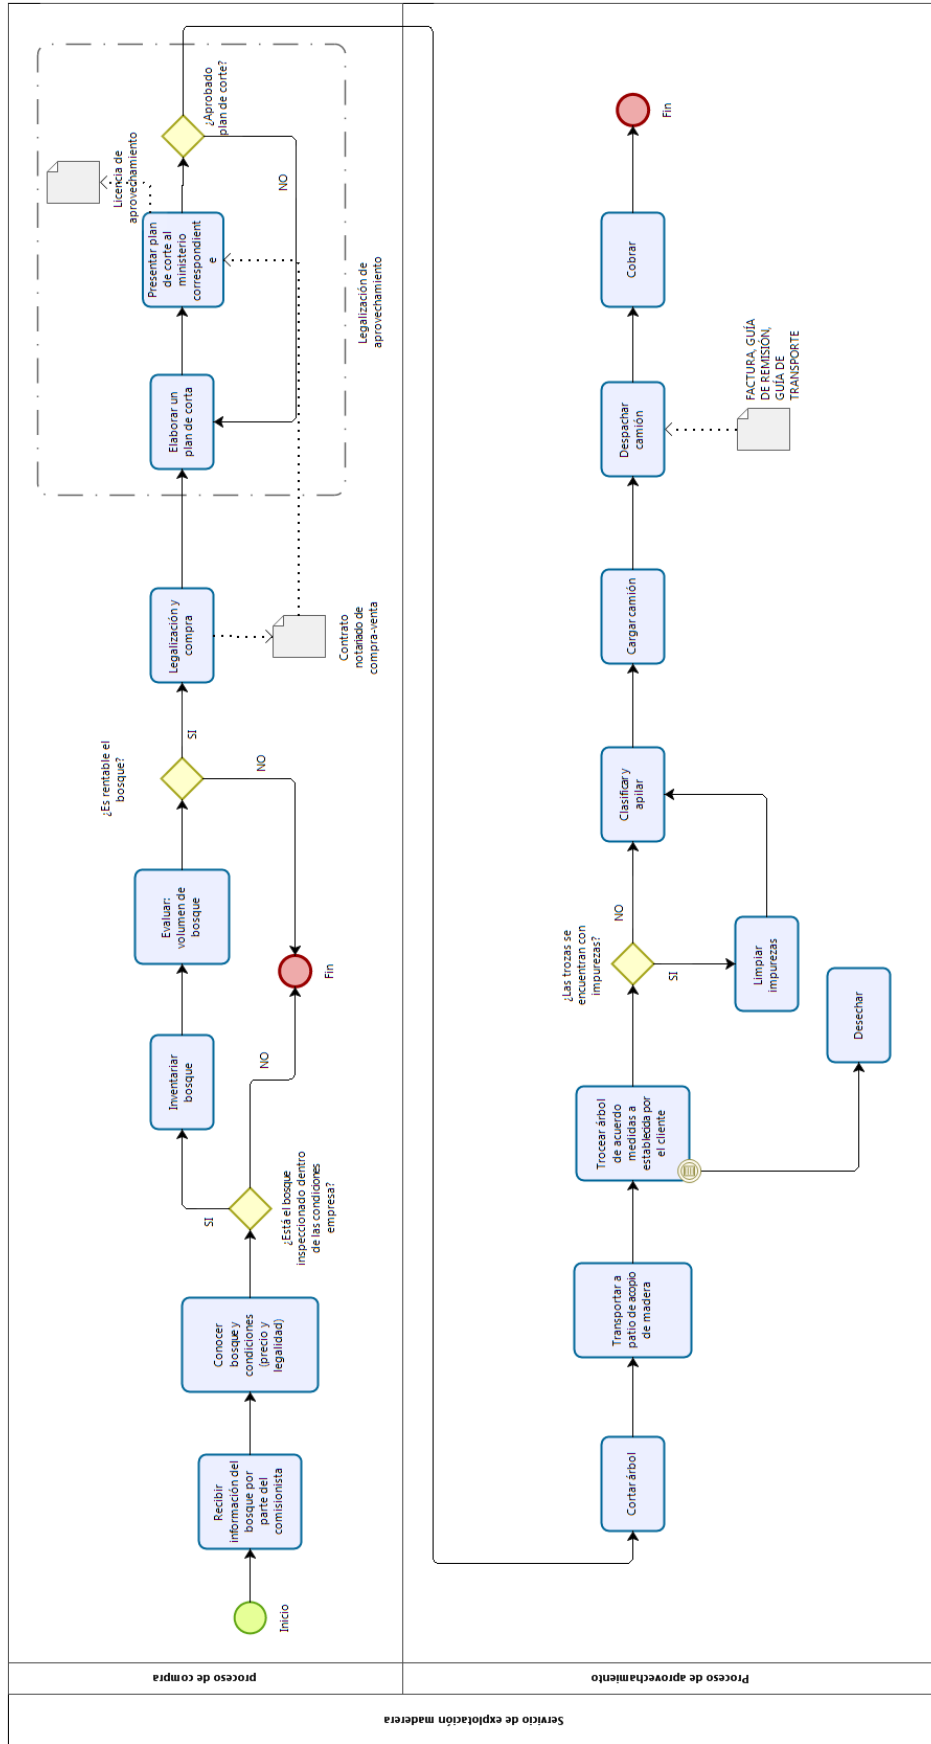 Servicio de explotación maderera
proceso de compra
Inicio
Recibir
información del
bosque por
parte del
comisionista
Conocer
bosque y
condiciones
(precio y
legalidad)
¿Está el bosque
inspeccionado dentro
de las condiciones
empresa?
SI
NO
Inventariar
bosque
Evaluar:
volumen de
bosque
Fin
¿Es rentable el
bosque?
SI
NO
Legalización y
compra
Contrato
notariado de
compra-venta
Elaborar un
plan de corta
Presentar plan
de corte al
ministerio
correspondient
e
Licencia de
aprovechamiento
¿Aprobado
plan de corte?
NO
Legalización de
aprovechamiento
Proceso de aprovechamiento
Cortar árbol
Transportar a
patio de acopio
de madera
Trocear árbol
de acuerdo
medidas a
establecida por
el cliente
Desechar
¿Las trozas se
encuentran con
impurezas?
NO
SI
Limpiar
impurezas
Clasificar y
apilar
Cargar camión
Despachar
camión
FACTURA, GUÍA
DE REMISIÓN,
GUÍA DE
TRANSPORTE
Cobrar
Fin